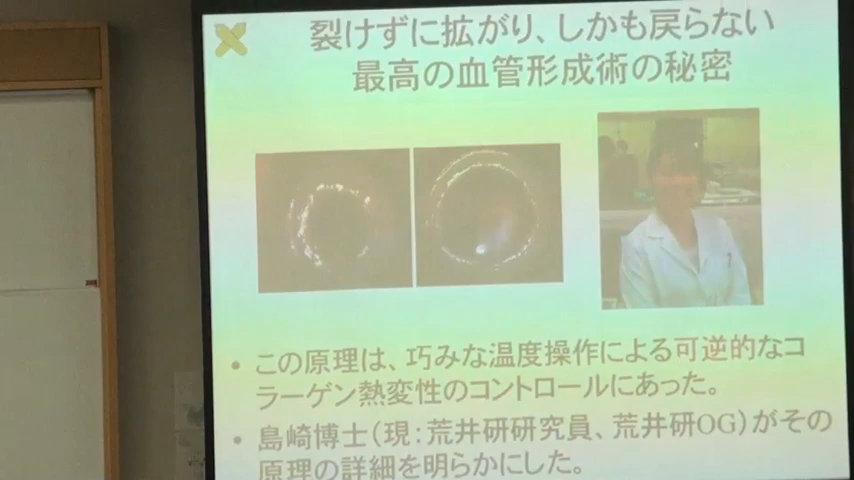 裂けずに拡がり、しかも戻らない
最高の血管形成術の秘密
• この原理は、巧みな温度操作による可逆的なコ
ラーゲン熱変性のコントロールにあった。
• 島崎博士（現：荒井研研究員、荒井研OG）がその
原理の詳細を明らかにした。